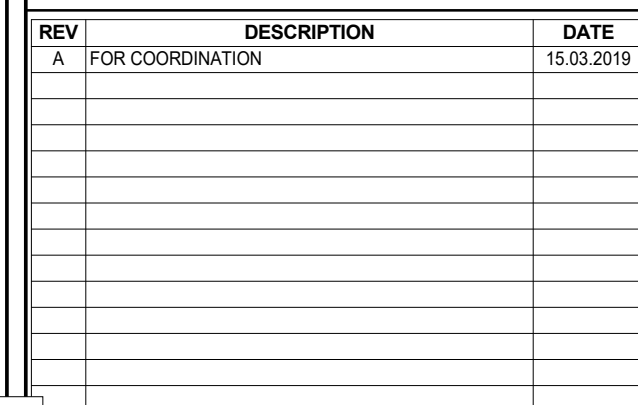 REV DESCRIPTION DATE
A FOR COORDINATION 15.03.2019